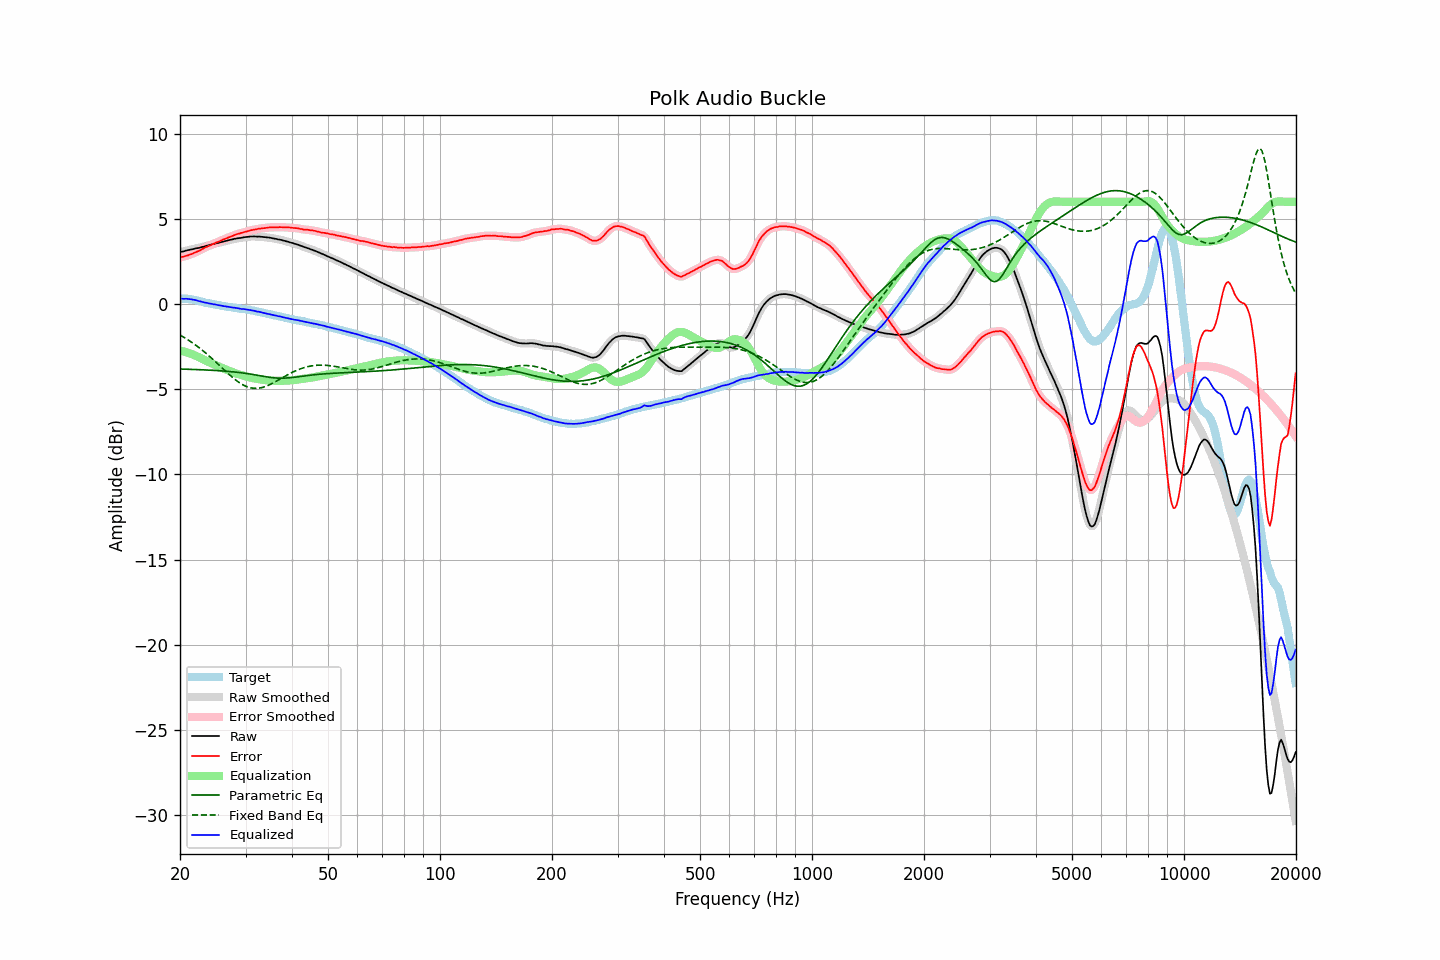 Polk Audio Buckle
10
5
0
−5
−10
−15
−20
−25
−30
Amplitude (dBr)
Target
Raw Smoothed
Error Smoothed
Raw
Error
Equalization
Parametric Eq
Fixed Band Eq
Equalized
20 50 100 200 500 1000 2000 5000 10000 20000
Frequency (Hz)